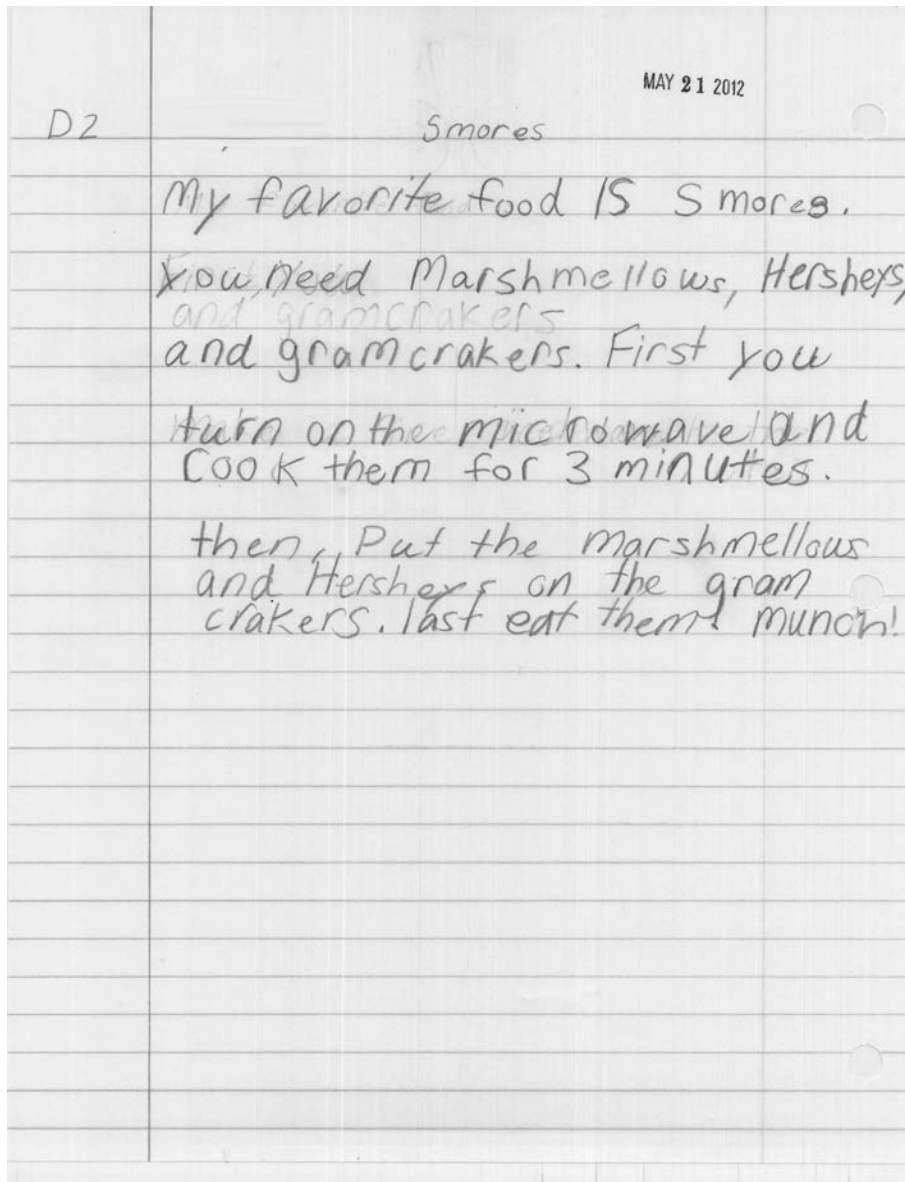 MAY 21 2012
D2 Smores
My favorite food IS Smores.
You need Marshmellows, Hersheys,
and gramcrakers
and gramcrakers. First you
turn on the microwave and
Cook them for 3 minuttes.
then, Put the marshmellows
and Hersheys on the gram
crakers. last eat them! munch!